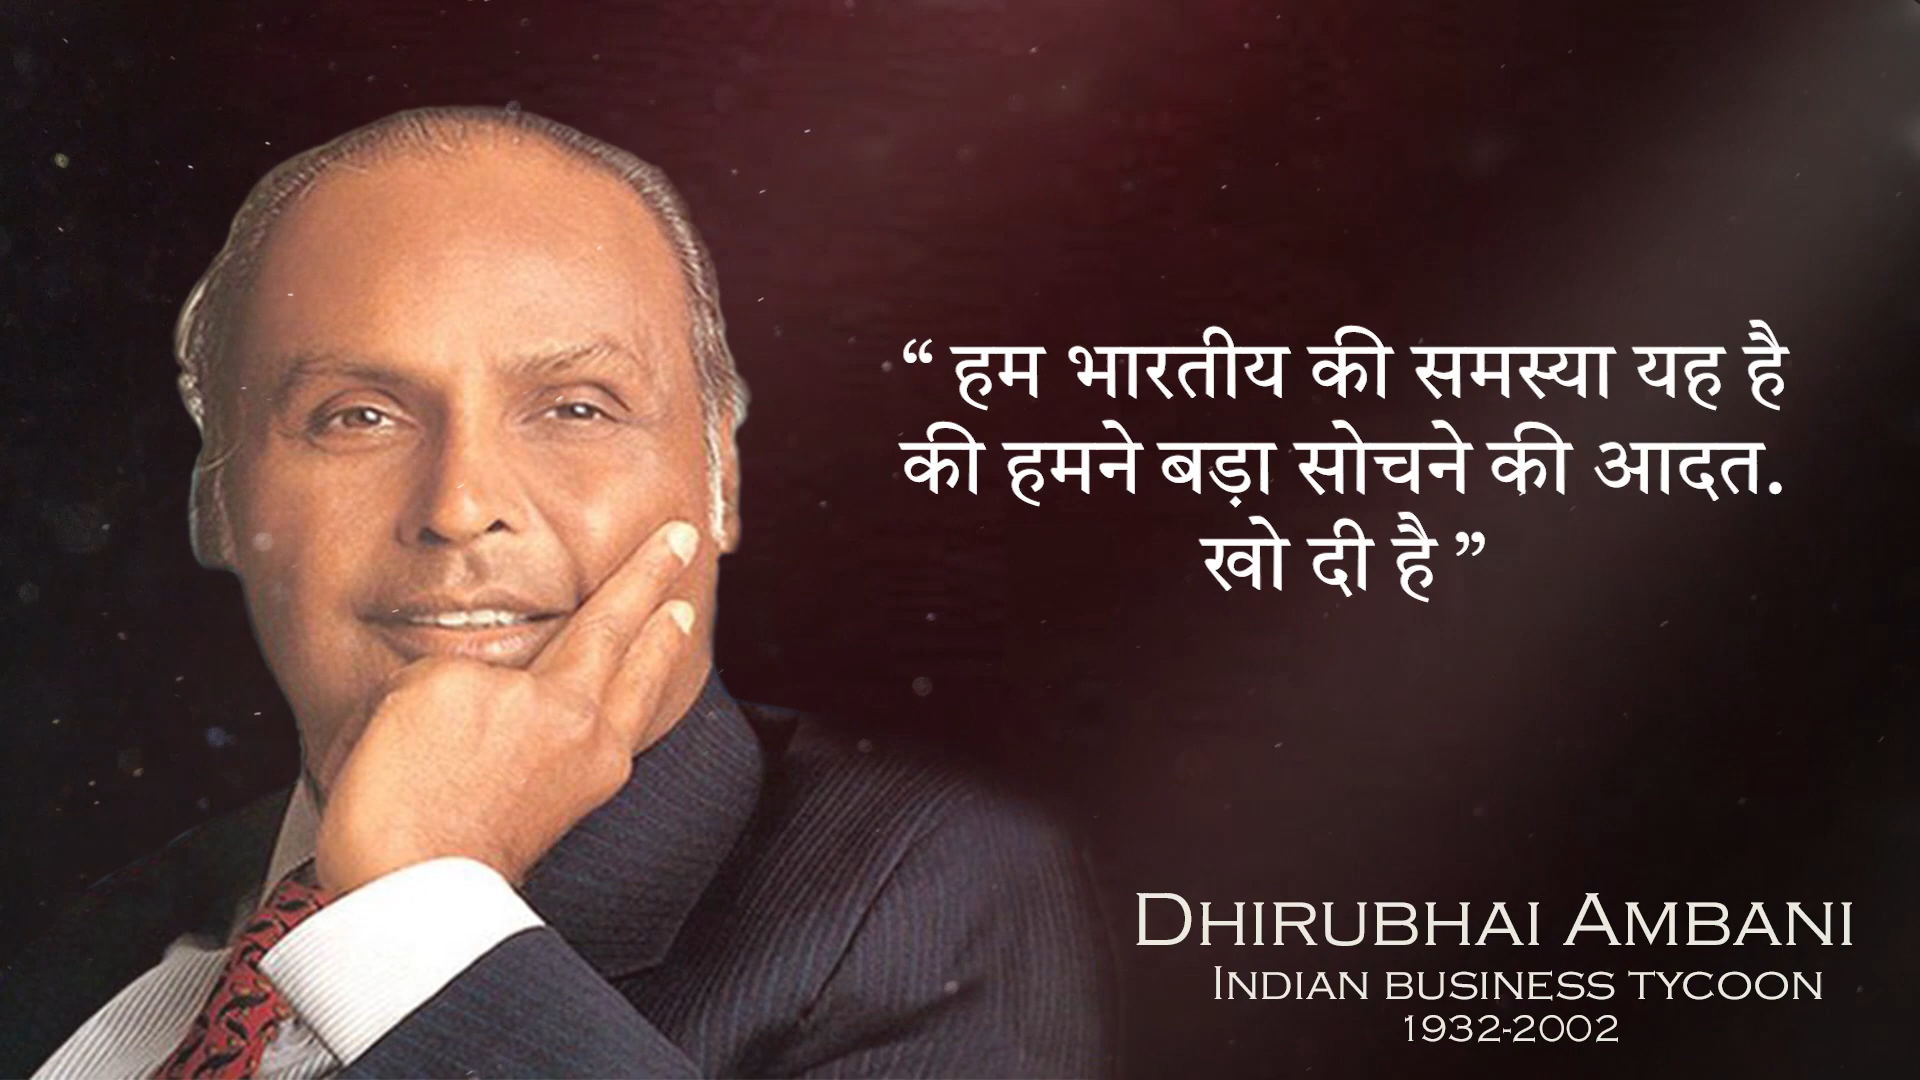 “ हम भारतीय की समस्या यह है
की हमने बड़ा सोचने की आदत.
खो दी है ”
Dhirubhai Ambani
Indian business tycoon
1932-2002